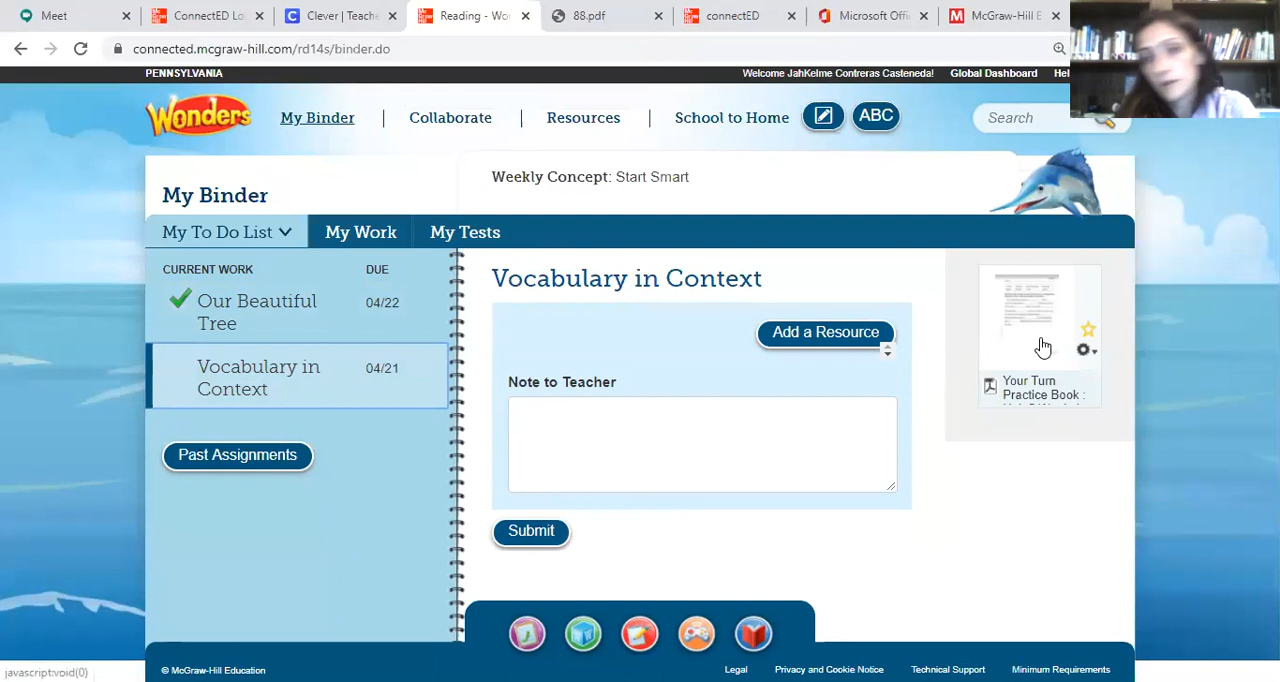 Meet
ConnectED Lo
Clever | Teache
Reading - Wo
88.pdf
connectED
Microsoft Offi
McGraw-Hill E
connected.mcgraw-hill.com/rd14s/binder.do
PENNSYLVANIA
Welcome JahKelme Contreras Casteneda! Global Dashboard Hel
Wonders
My Binder
Collaborate
Resources
School to Home
ABC
Search
Weekly Concept: Start Smart
My Binder
My To Do List
My Work
My Tests
CURRENT WORK DUE
Our Beautiful 04/22
Tree
Vocabulary in 04/21
Context
Past Assignments
Vocabulary in Context
Add a Resource
Note to Teacher
Submit
Your Turn
Practice Book :
© McGraw-Hill Education
Legal
Privacy and Cookie Notice
Technical Support
Minimum Requirements
javascript:void(0)